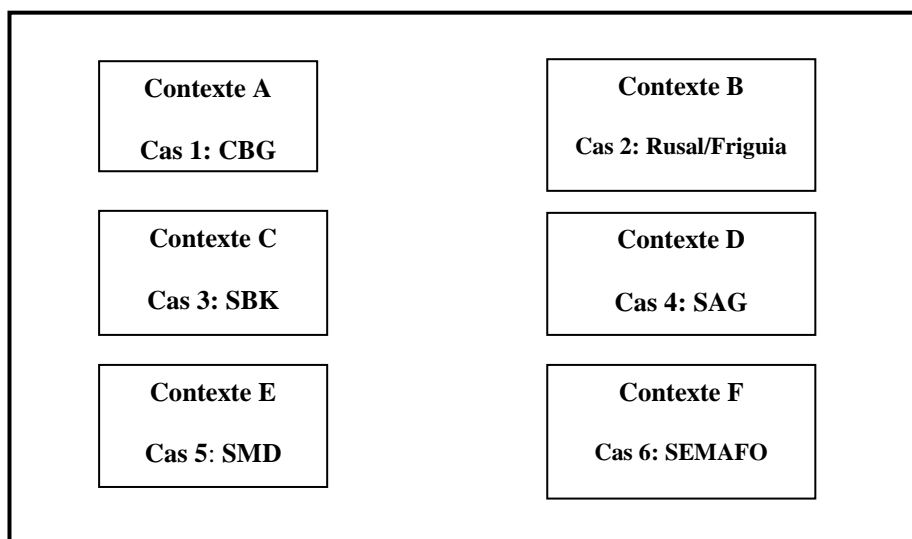 Contexte A
Cas 1: CBG
Contexte B
Cas 2: Rusal/Friguia
Contexte C
Cas 3: SBK
Contexte D
Cas 4: SAG
Contexte E
Cas 5: SMD
Contexte F
Cas 6: SEMAFO